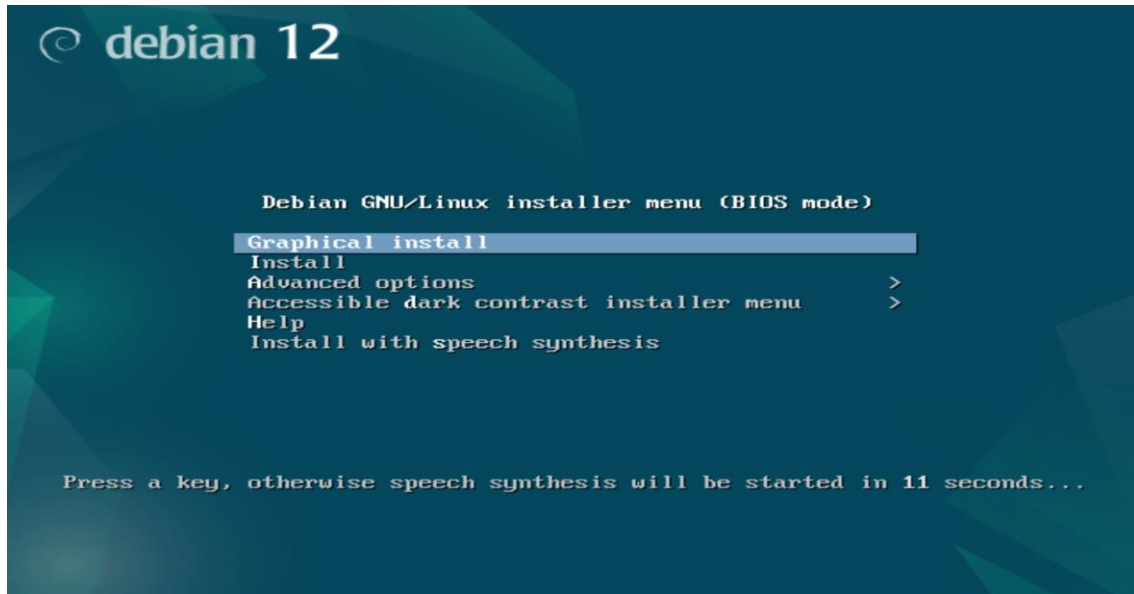 debian 12
Debian GNU/Linux installer menu (BIOS mode)
Graphical install
Install
Advanced options >
Accessible dark contrast installer menu >
Help
Install with speech synthesis
Press a key, otherwise speech synthesis will be started in 11 seconds...